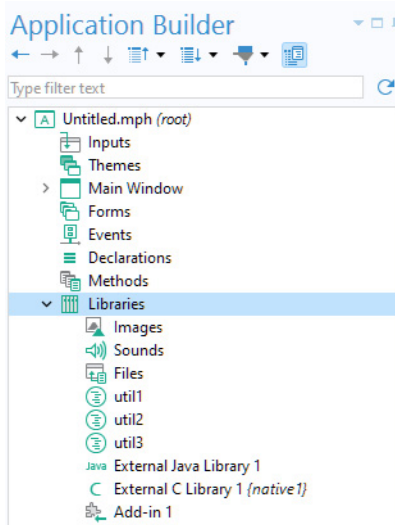 Application Builder
Type filter text
A Untitled.mph (root)
Inputs
Themes
Main Window
Forms
Events
Declarations
Methods
Libraries
Images
Sounds
Files
util1
util2
util3
Java External Java Library 1
C External C Library 1 {native1}
Add-in 1